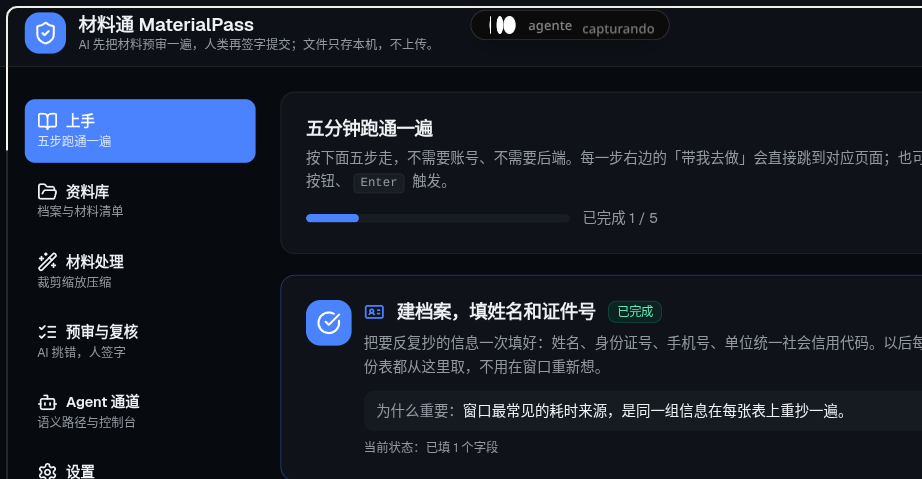 材料通 MaterialPass
AI 先把材料预审一遍，人类再签字提交；文件只存本机，不上传。
agente capturando
上手
五步跑通一遍
资料库
档案与材料清单
材料处理
裁剪缩放压缩
预审与复核
AI 挑错，人签字
Agent 通道
语义路径与控制台
设置
五分钟跑通一遍
按下面五步走，不需要账号、不需要后端。每一步右边的「带我去做」会直接跳到对应页面；也可
按钮、 Enter 触发。
已完成 1 / 5
建档案，填姓名和证件号 已完成
把要反复抄的信息一次填好：姓名、身份证号、手机号、单位统一社会信用代码。以后每
份表都从这里取，不用在窗口重新想。
为什么重要：窗口最常见的耗时来源，是同一组信息在每张表上重抄一遍。
当前状态：已填 1 个字段